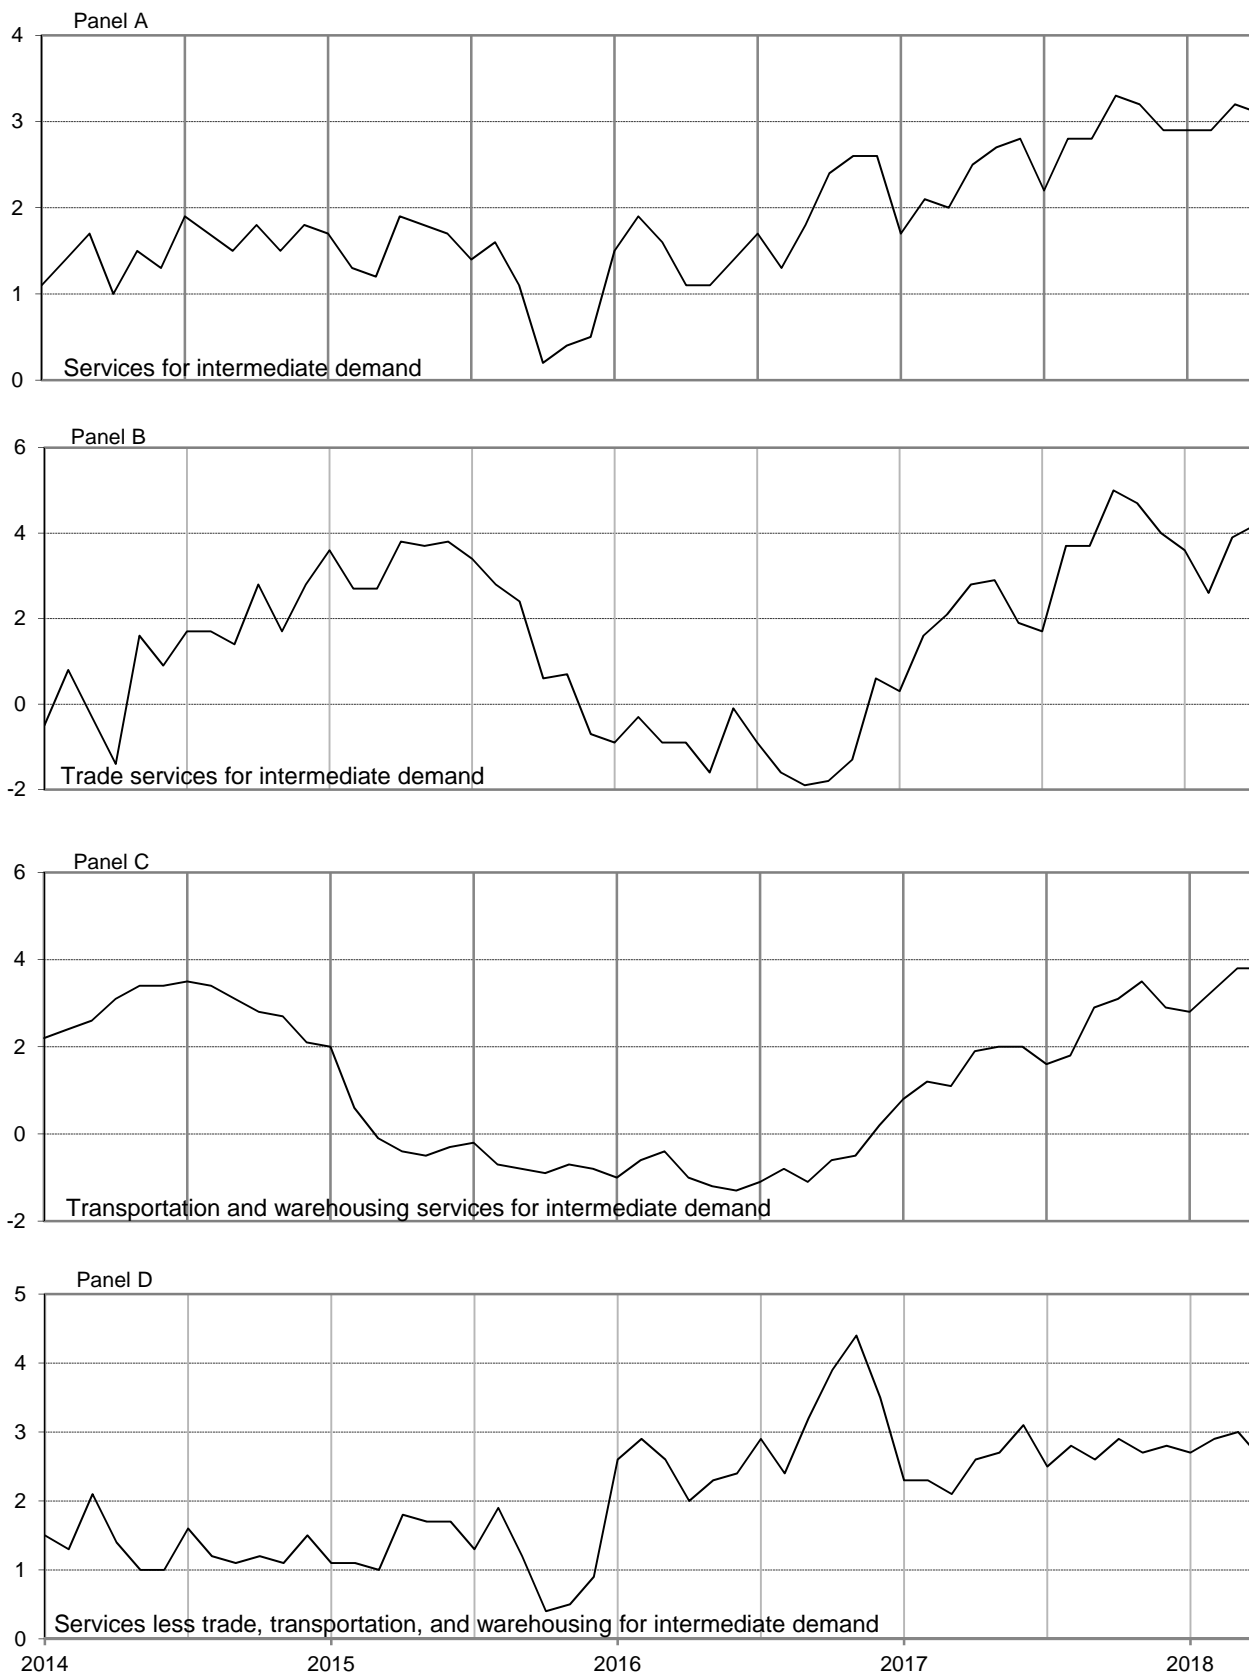 Panel A
4
3
2
1
0
Services for intermediate demand
Panel B
6
4
2
0
-2
Trade services for intermediate demand
Panel C
6
4
2
0
-2
Transportation and warehousing services for intermediate demand
Panel D
5
4
3
2
1
0
Services less trade, transportation, and warehousing for intermediate demand
2014 2015 2016 2017 2018